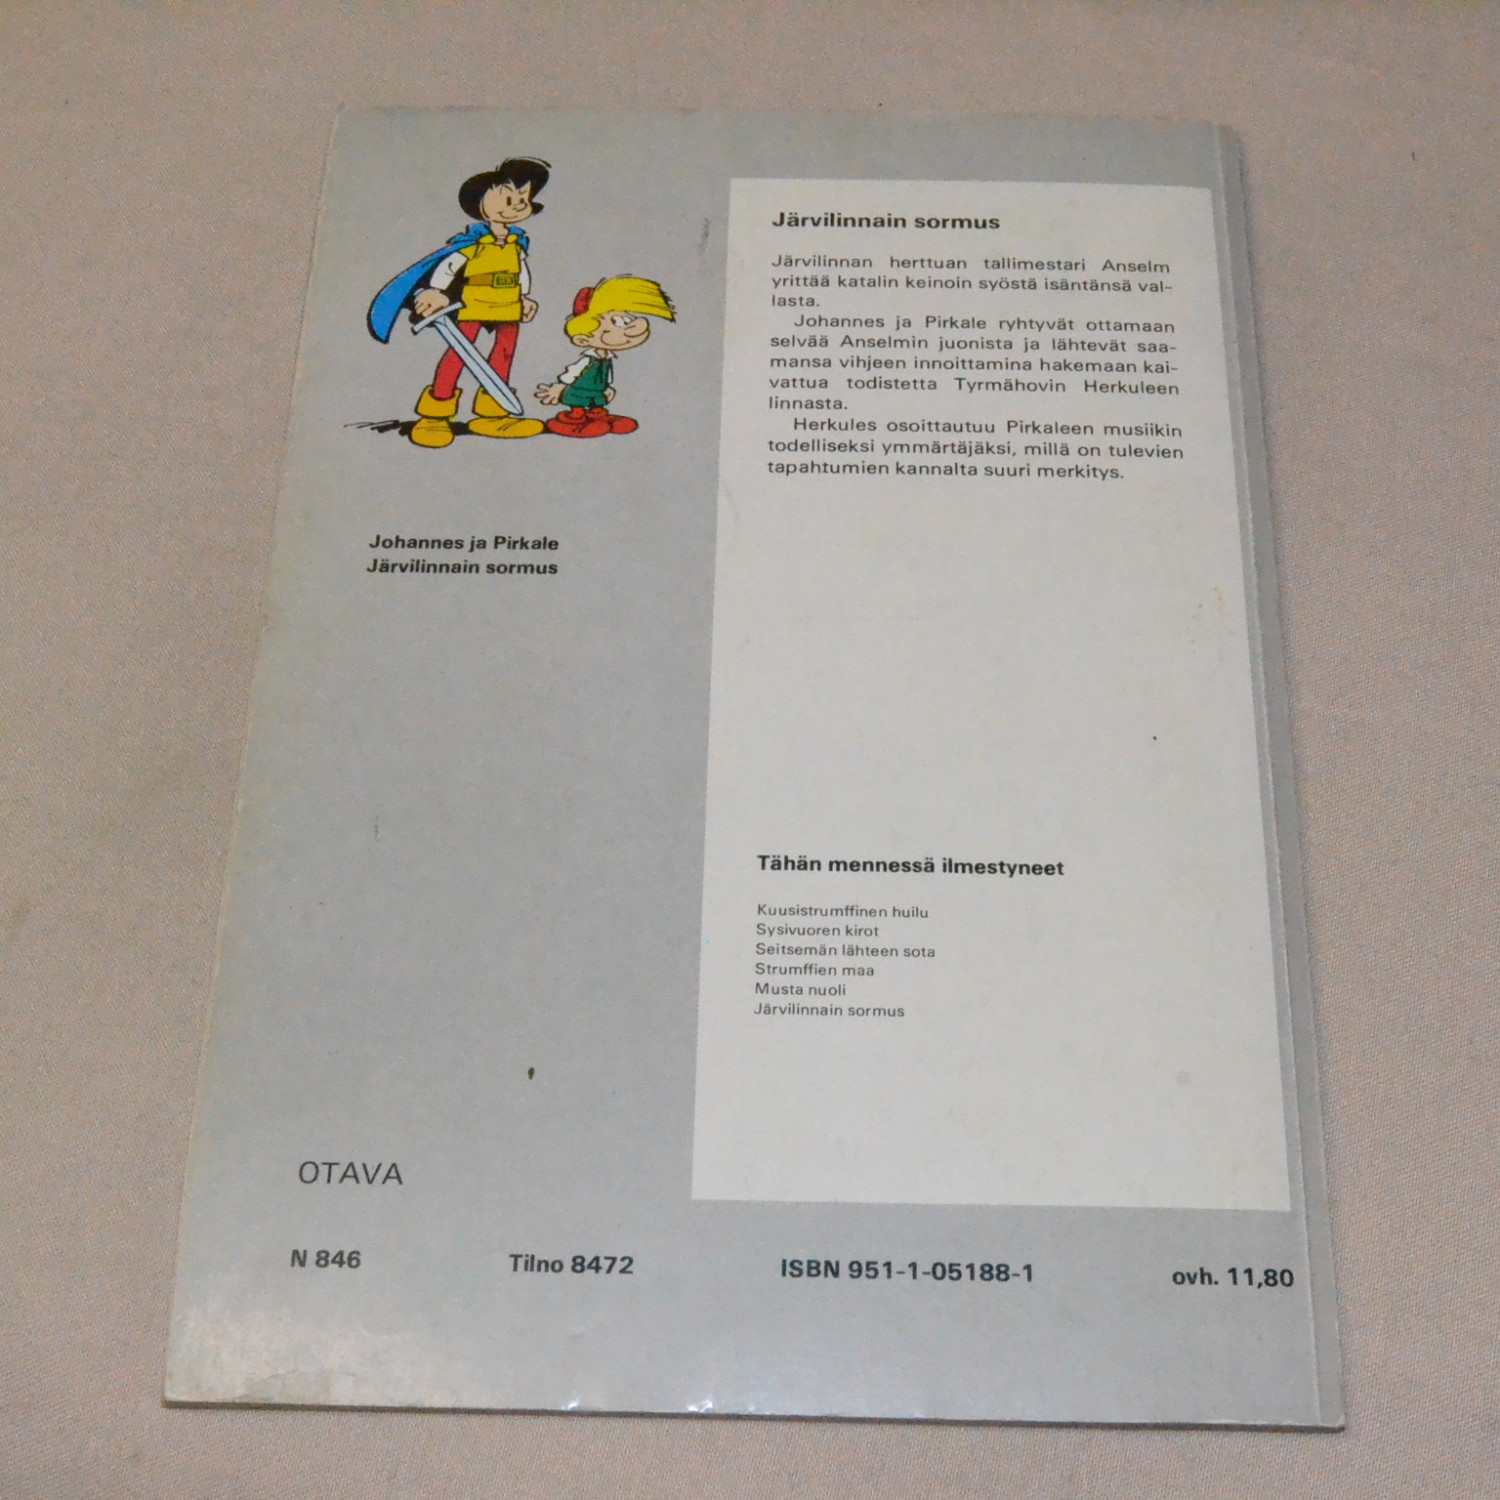 Johannes ja Pirkale
Järvilinnain sormus
Järvilinnain sormus
Järvilinnan herttuan tallimestari Anselm
yrittää katalin keinoin syöstä isäntänsä val-
lasta.
Johannes ja Pirkale ryhtyvät ottamaan
selvää Anselmin juonista ja lähtevät saa-
mansa vihjeen innoittamina hakemaan kai-
vattua todistetta Tyrmähovin Herkuleen
linnasta.
Herkules osoittautuu Pirkaleen musiikin
todelliseksi ymmärtäjäksi, millä on tulevien
tapahtumien kannalta suuri merkitys.
Tähän mennessä ilmestyneet
Kuusistrumffinen huilu
Sysivuoren kirot
Seitsemän lähteen sota
Strumffien maa
Musta nuoli
Järvilinnain sormus
OTAVA
N 846 Tilno 8472 ISBN 951-1-05188-1 ovh. 11,80